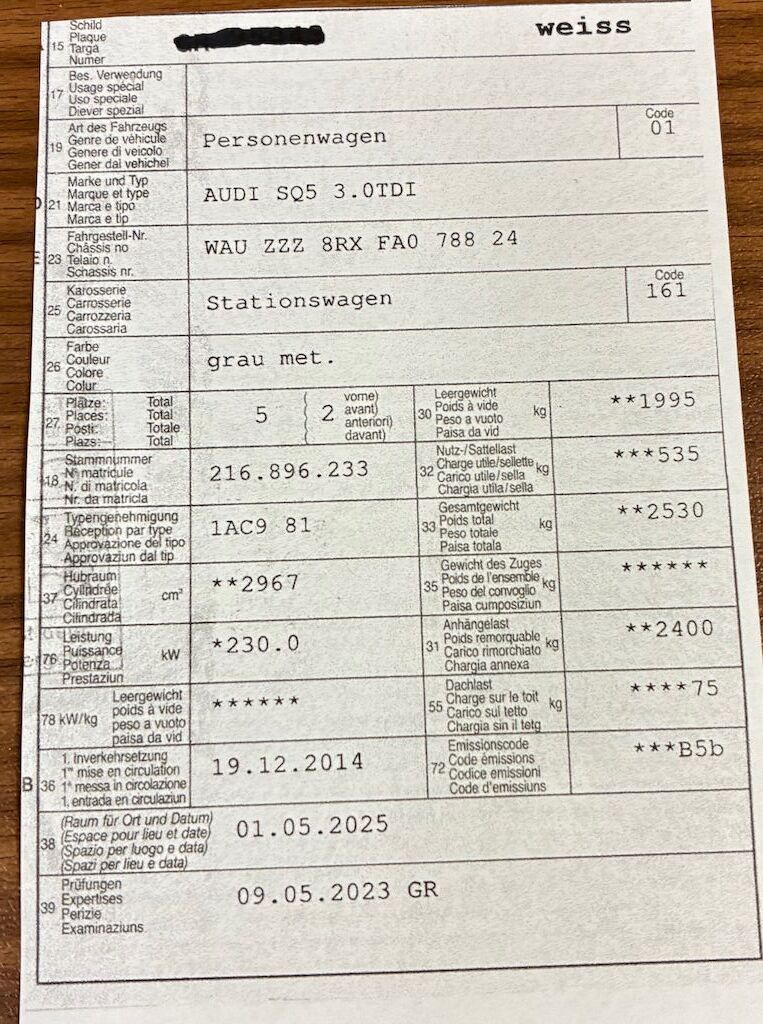 15 Schild
Plaque
Targa
Numer
weiss
17 Bes. Verwendung
Usage spécial
Uso speciale
Diever spezial
19 Art des Fahrzeugs
Genre de véhicule
Genere di veicolo
Gener dal vehichel
Personenwagen
Code
01
D 21 Marke und Typ
Marque et type
Marca e tipo
Marca e tip
AUDI SQ5 3.0TDI
E 23 Fahrgestell-Nr.
Châssis no
Telaio n.
Schassis nr.
WAU ZZZ 8RX FA0 788 24
25 Karosserie
Carrosserie
Carrozzeria
Carossaria
Stationswagen
Code
161
26 Farbe
Couleur
Colore
Colur
grau met.
27 Plätze: Total
Places: Total
Posti: Totale
Plazs: Total
5 ( 2 vorne)
avant)
anteriori)
davant)
30 Leergewicht
Poids à vide
Peso a vuoto
Paisa da vid
kg
**1995
18 Stammnummer
N° matricule
N. di matricola
Nr. da matricla
216.896.233
32 Nutz-/Sattellast
Charge utile/sellette
Carico utile/sella
Chargia utila/sella
kg
***535
24 Typengenehmigung
Réception par type
Approvazione del tipo
Approvaziun dal tip
1AC9 81
33 Gesamtgewicht
Poids total
Peso totale
Paisa totala
kg
**2530
37 Hubraum
Cylindrée
Cilindrata
Cilindrada
cm³
**2967
35 Gewicht des Zuges
Poids de l'ensemble
Peso del convoglio
Paisa cumposiziun
kg
******
76 Leistung
Puissance
Potenza
Prestaziun
kW
*230.0
31 Anhängelast
Poids remorquable
Carico rimorchiato
Chargia annexa
kg
**2400
78 kW/kg Leergewicht
poids à vide
peso a vuoto
paisa da vid
******
55 Dachlast
Charge sur le toit
Carico sul tetto
Chargia sin il tetg
kg
****75
B 36 1. Inverkehrsetzung
1re mise en circulation
1a messa in circolazione
1. entrada en circulaziun
19.12.2014
72 Emissionscode
Code émissions
Codice emissioni
Code d'emissiuns
***B5b
38 (Raum für Ort und Datum)
(Espace pour lieu et date)
(Spazio per luogo e data)
(Spazi per lieu e data)
01.05.2025
39 Prüfungen
Expertises
Perizie
Examinaziuns
09.05.2023 GR